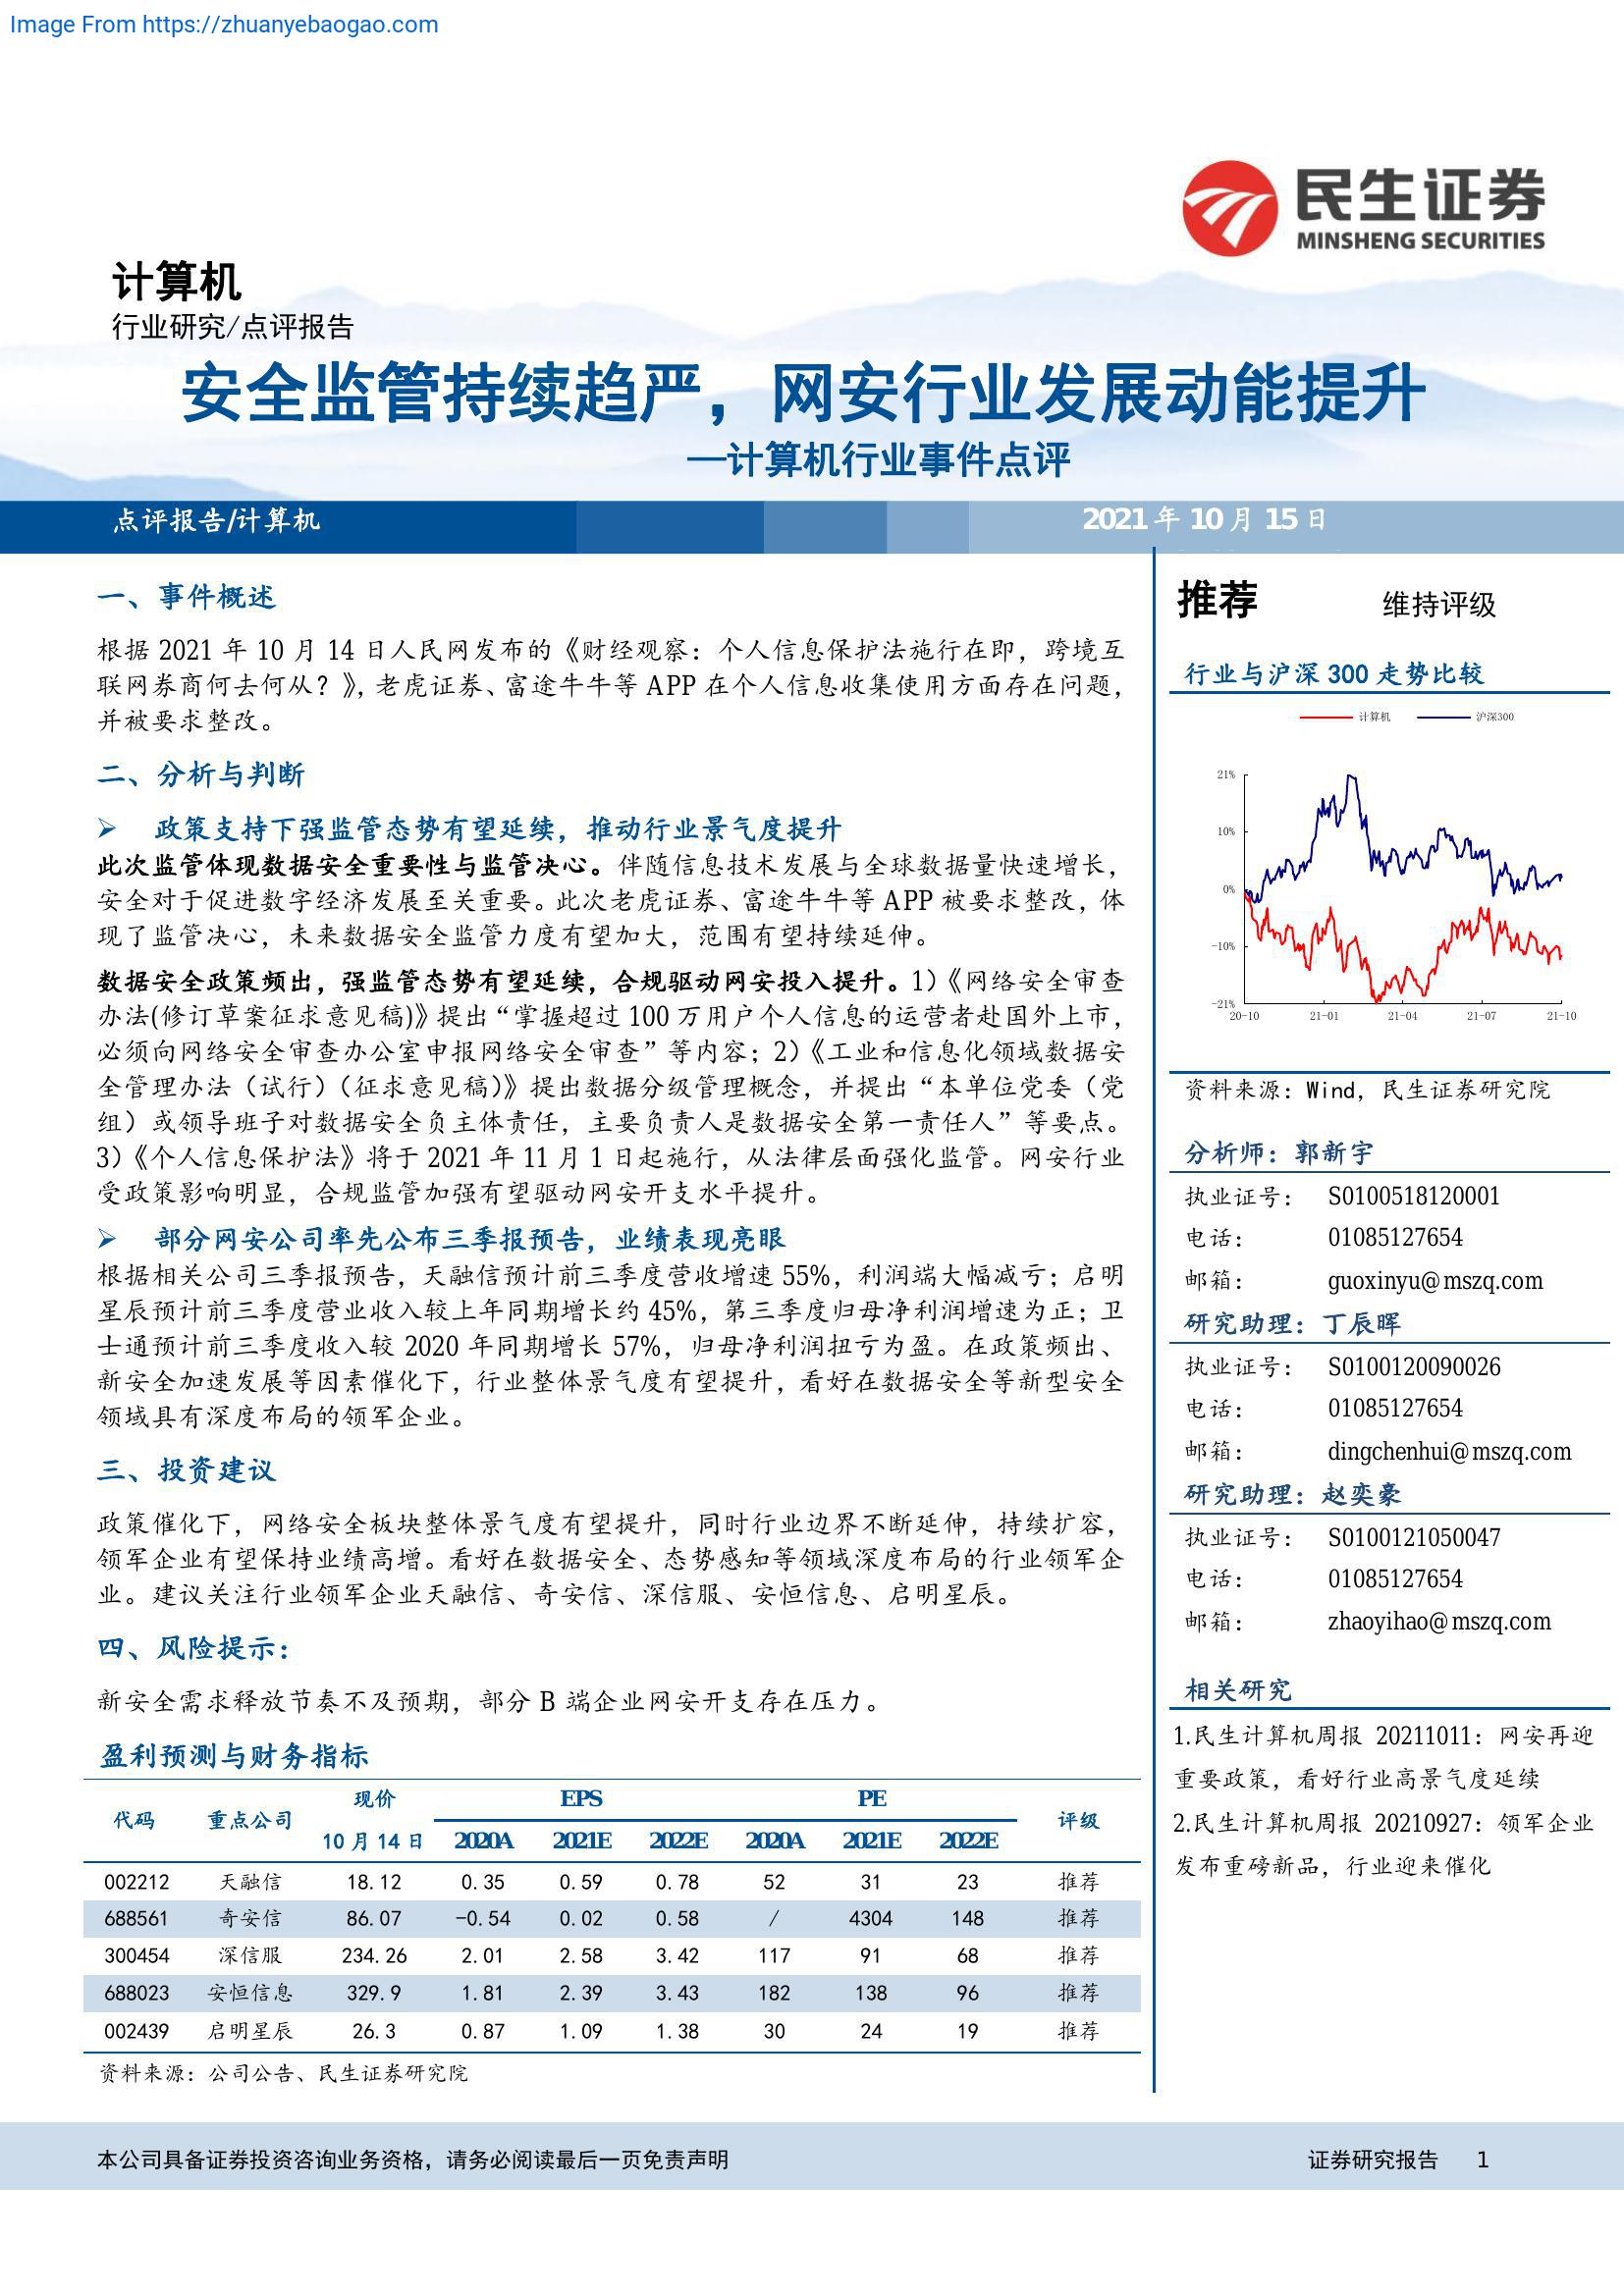 Image From https://zhuanyebaogao.com
民生证券
MINSHENG SECURITIES
计算机
行业研究/点评报告
安全监管持续趋严，网安行业发展动能提升
—计算机行业事件点评
点评报告/计算机
2021 年 10 月 15 日
一、事件概述
根据 2021 年 10 月 14 日人民网发布的《财经观察：个人信息保护法施行在即，跨境互
联网券商何去何从？》，老虎证券、富途牛牛等 APP 在个人信息收集使用方面存在问题，
并被要求整改。
二、分析与判断
➢ 政策支持下强监管态势有望延续，推动行业景气度提升
此次监管体现数据安全重要性与监管决心。伴随信息技术发展与全球数据量快速增长，
安全对于促进数字经济发展至关重要。此次老虎证券、富途牛牛等 APP 被要求整改，体
现了监管决心，未来数据安全监管力度有望加大，范围有望持续延伸。
数据安全政策频出，强监管态势有望延续，合规驱动网安投入提升。1）《网络安全审查
办法(修订草案征求意见稿)》提出“掌握超过 100 万用户个人信息的运营者赴国外上市，
必须向网络安全审查办公室申报网络安全审查”等内容；2）《工业和信息化领域数据安
全管理办法（试行）（征求意见稿）》提出数据分级管理概念，并提出“本单位党委（党
组）或领导班子对数据安全负主体责任，主要负责人是数据安全第一责任人”等要点。
3）《个人信息保护法》将于 2021 年 11 月 1 日起施行，从法律层面强化监管。网安行业
受政策影响明显，合规监管加强有望驱动网安开支水平提升。
➢ 部分网安公司率先公布三季报预告，业绩表现亮眼
根据相关公司三季报预告，天融信预计前三季度营收增速 55%，利润端大幅减亏；启明
星辰预计前三季度营业收入较上年同期增长约 45%，第三季度归母净利润增速为正；卫
士通预计前三季度收入较 2020 年同期增长 57%，归母净利润扭亏为盈。在政策频出、
新安全加速发展等因素催化下，行业整体景气度有望提升，看好在数据安全等新型安全
领域具有深度布局的领军企业。
三、投资建议
政策催化下，网络安全板块整体景气度有望提升，同时行业边界不断延伸，持续扩容，
领军企业有望保持业绩高增。看好在数据安全、态势感知等领域深度布局的行业领军企
业。建议关注行业领军企业天融信、奇安信、深信服、安恒信息、启明星辰。
四、风险提示：
新安全需求释放节奏不及预期，部分 B 端企业网安开支存在压力。
盈利预测与财务指标
代码 重点公司 现价 EPS PE 评级
10 月 14 日 2020A 2021E 2022E 2020A 2021E 2022E
002212 天融信 18.12 0.35 0.59 0.78 52 31 23 推荐
688561 奇安信 86.07 -0.54 0.02 0.58 / 4304 148 推荐
300454 深信服 234.26 2.01 2.58 3.42 117 91 68 推荐
688023 安恒信息 329.9 1.81 2.39 3.43 182 138 96 推荐
002439 启明星辰 26.3 0.87 1.09 1.38 30 24 19 推荐
资料来源：公司公告、民生证券研究院
推荐 维持评级
行业与沪深 300 走势比较
计算机 沪深300
21%
10%
0%
-10%
-21%
20-10 21-01 21-04 21-07 21-10
资料来源：Wind，民生证券研究院
分析师：郭新宇
执业证号： S0100518120001
电话： 01085127654
邮箱： guoxinyu@mszq.com
研究助理：丁辰晖
执业证号： S0100120090026
电话： 01085127654
邮箱： dingchenhui@mszq.com
研究助理：赵奕豪
执业证号： S0100121050047
电话： 01085127654
邮箱： zhaoyihao@mszq.com
相关研究
1.民生计算机周报 20211011：网安再迎
重要政策，看好行业高景气度延续
2.民生计算机周报 20210927：领军企业
发布重磅新品，行业迎来催化
本公司具备证券投资咨询业务资格，请务必阅读最后一页免责声明
证券研究报告 1